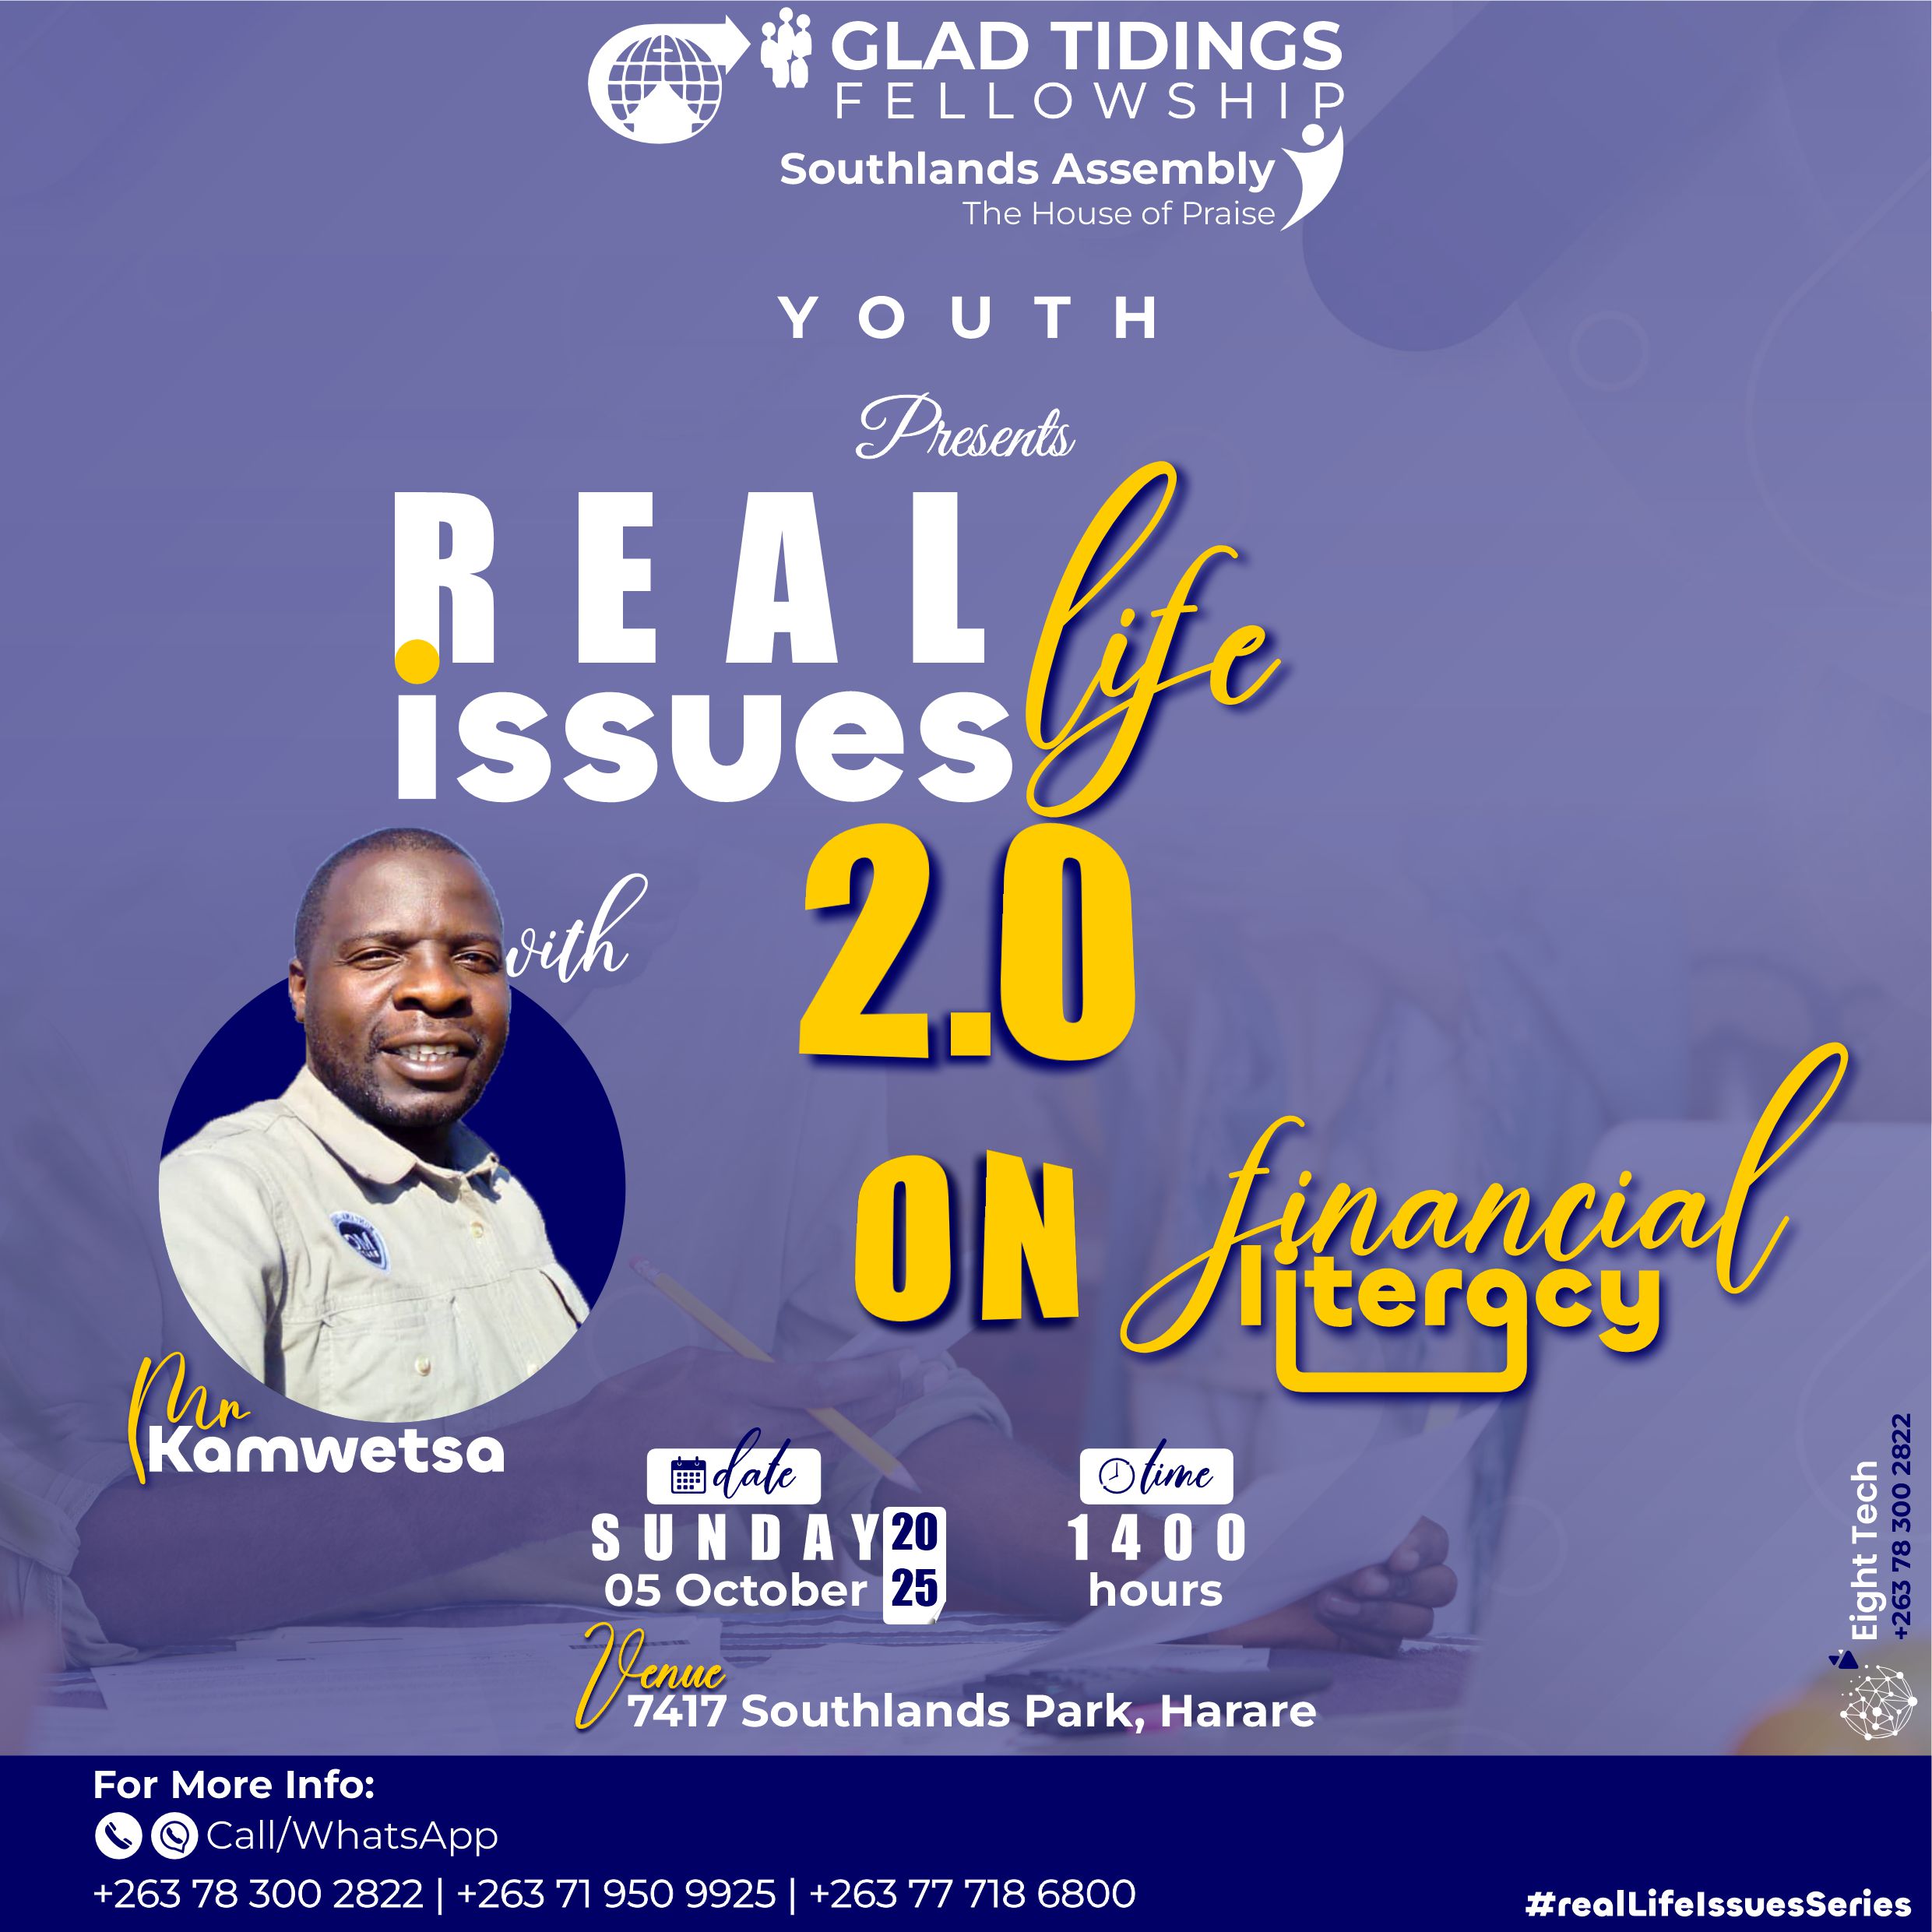 GLAD TIDINGS
FELLOWSHIP
Southlands Assembly
The House of Praise
YOUTH
Presents
REAL life
issues
2.0
with
ON financial
literacy
Mr
Kamwetsa
date
SUNDAY 20
05 October 25
time
1400
hours
Venue
7417 Southlands Park, Harare
Eight Tech
+263 78 300 2822
For More Info:
Call/WhatsApp
+263 78 300 2822 | +263 71 950 9925 | +263 77 718 6800
#realLifeIssuesSeries